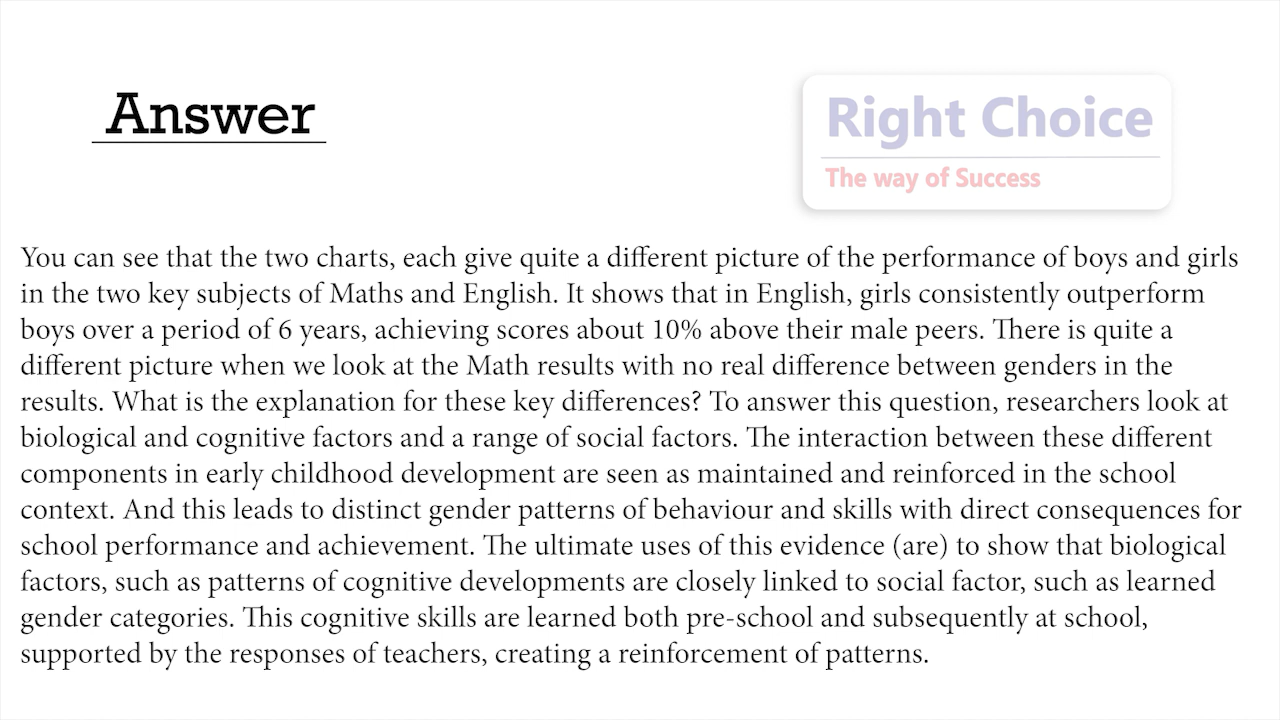 Answer
Right Choice
The way of Success
You can see that the two charts, each give quite a different picture of the performance of boys and girls
in the two key subjects of Maths and English. It shows that in English, girls consistently outperform
boys over a period of 6 years, achieving scores about 10% above their male peers. There is quite a
different picture when we look at the Math results with no real difference between genders in the
results. What is the explanation for these key differences? To answer this question, researchers look at
biological and cognitive factors and a range of social factors. The interaction between these different
components in early childhood development are seen as maintained and reinforced in the school
context. And this leads to distinct gender patterns of behaviour and skills with direct consequences for
school performance and achievement. The ultimate uses of this evidence (are) to show that biological
factors, such as patterns of cognitive developments are closely linked to social factor, such as learned
gender categories. This cognitive skills are learned both pre-school and subsequently at school,
supported by the responses of teachers, creating a reinforcement of patterns.